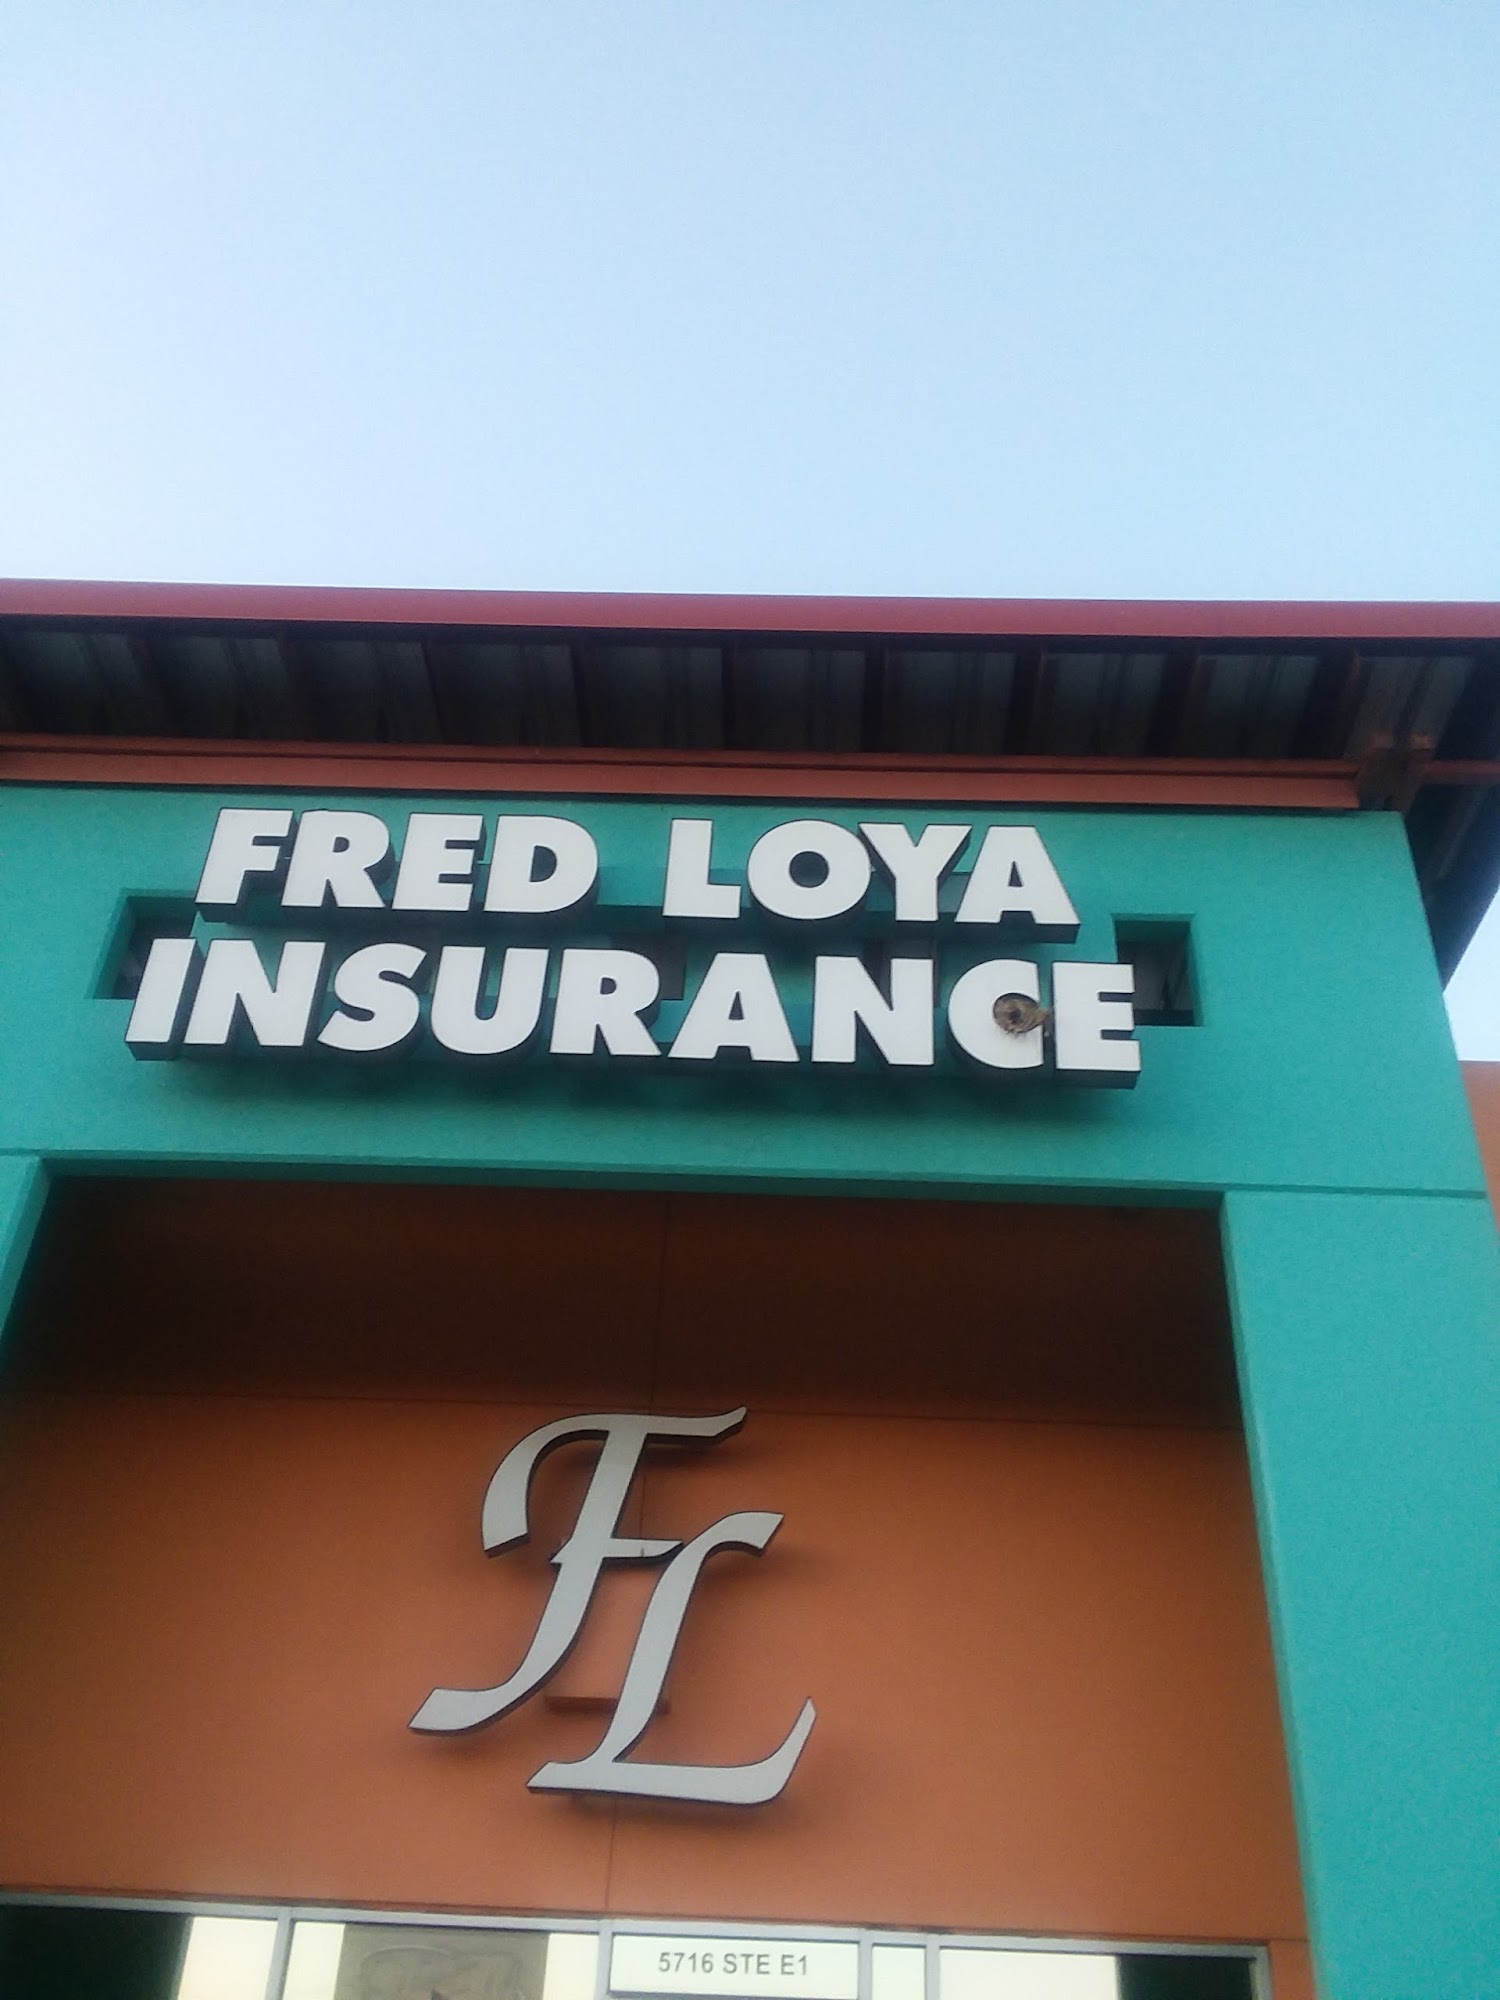 FRED LOYA
INSURANCE
FL
5716 STE E1